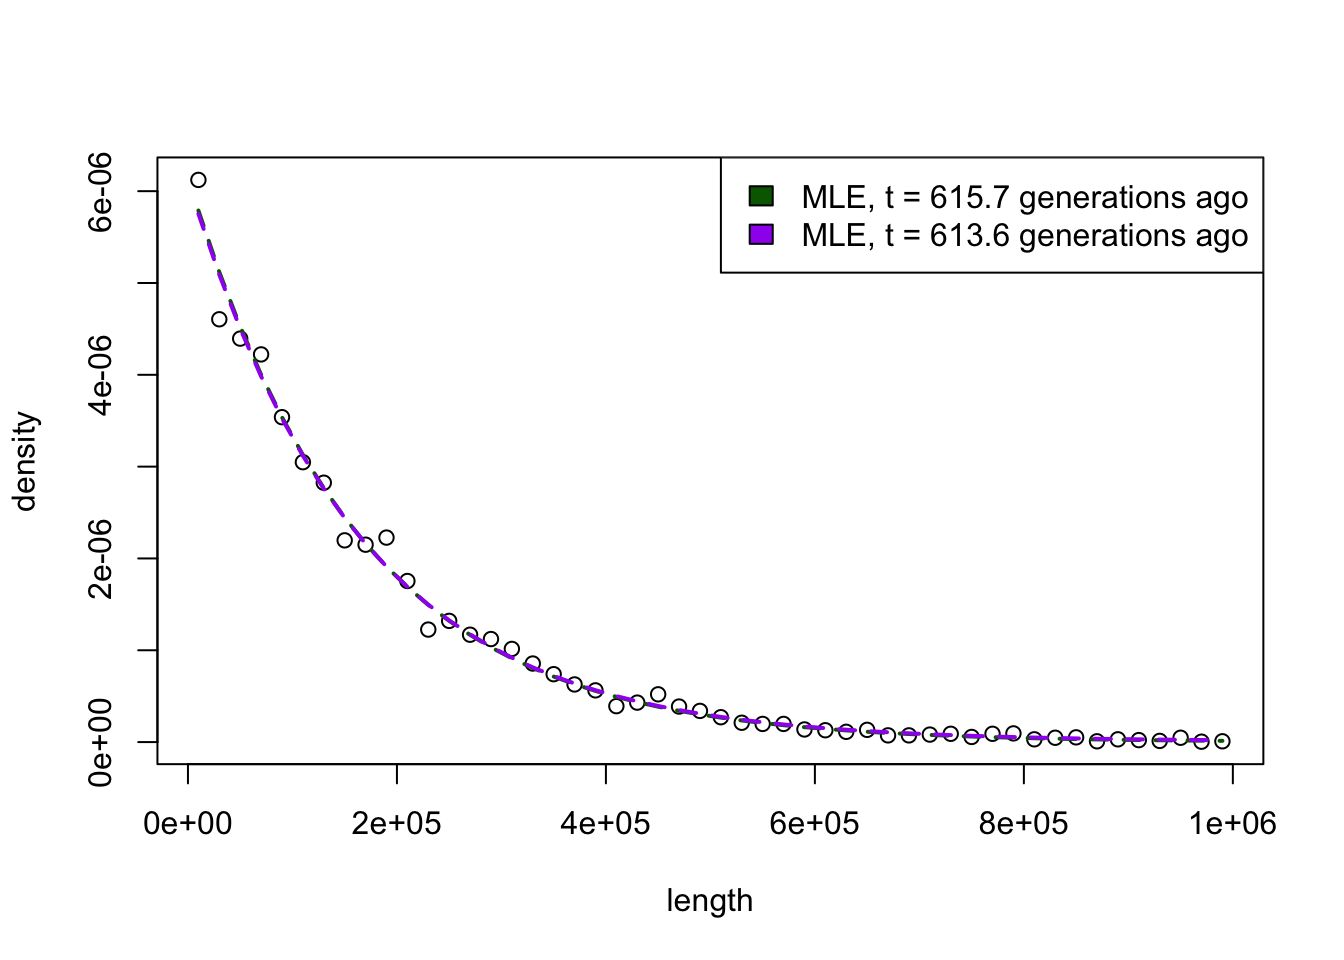 MLE, t = 615.7 generations ago
MLE, t = 613.6 generations ago
6e-06
4e-06
2e-06
0e+00
density
0e+00 2e+05 4e+05 6e+05 8e+05 1e+06
length